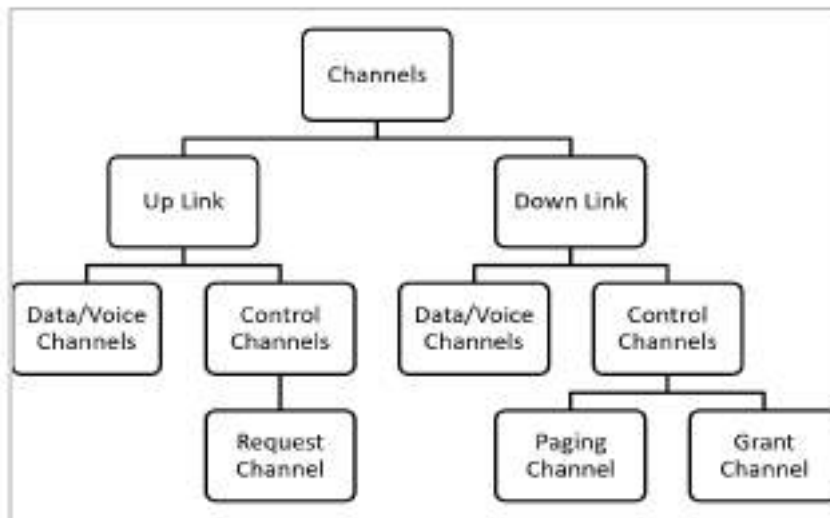 Channels
Up Link
Down Link
Data/Voice
Channels
Control
Channels
Data/Voice
Channels
Control
Channels
Request
Channel
Paging
Channel
Grant
Channel